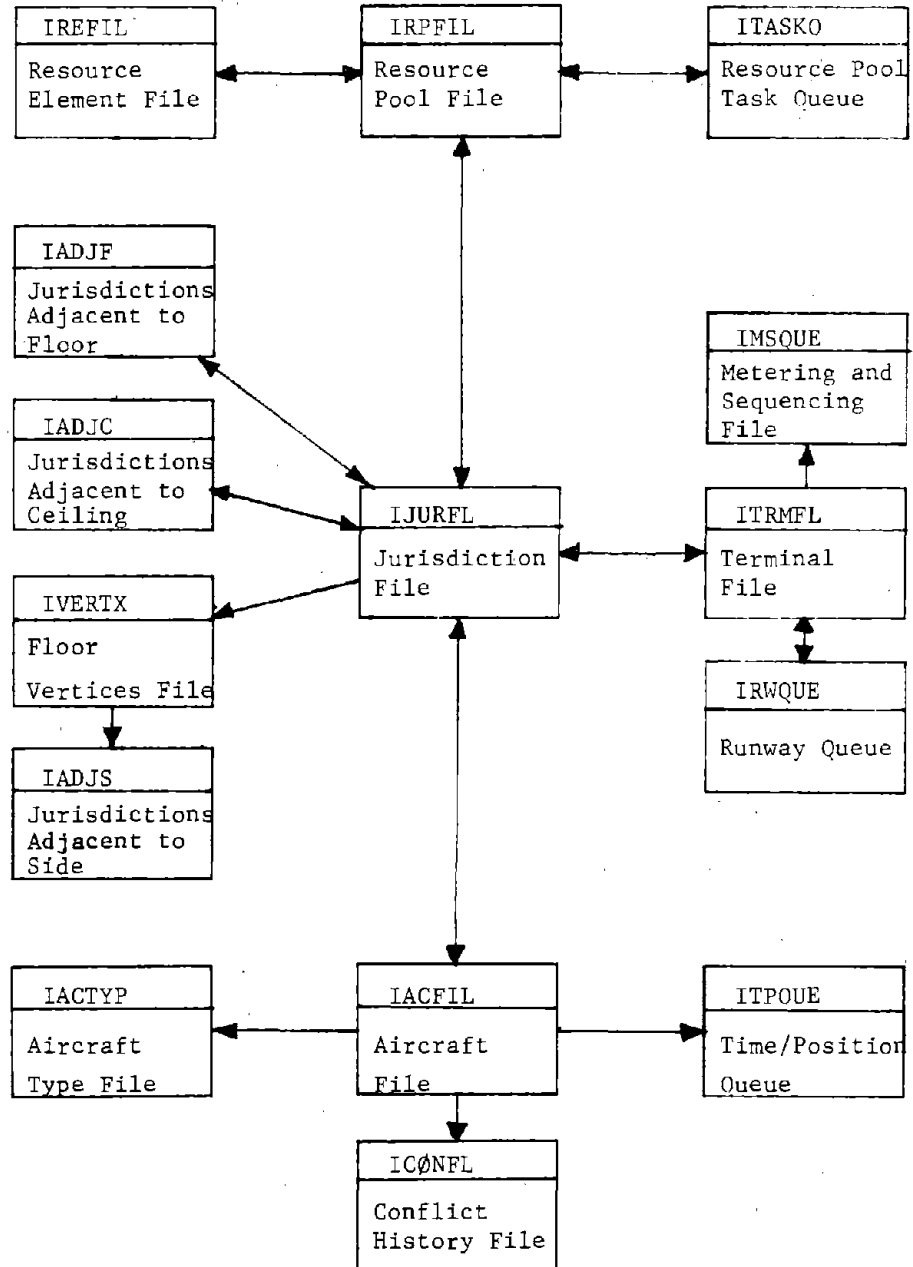 IREFIL
Resource
Element File
IRPFIL
Resource
Pool File
ITASKO
Resource Pool
Task Queue
IADJF
Jurisdictions
Adjacent to
Floor
IMSQUE
Metering and
Sequencing
File
IADJC
Jurisdictions
Adjacent to
Ceiling
IJURFL
Jurisdiction
File
ITRMFL
Terminal
File
IVERTX
Floor
Vertices File
IRWQUE
Runway Queue
IADJS
Jurisdictions
Adjacent to
Side
IACTYP
Aircraft
Type File
IACFIL
Aircraft
File
ITPOUE
Time/Position
Queue
ICØNFL
Conflict
History File